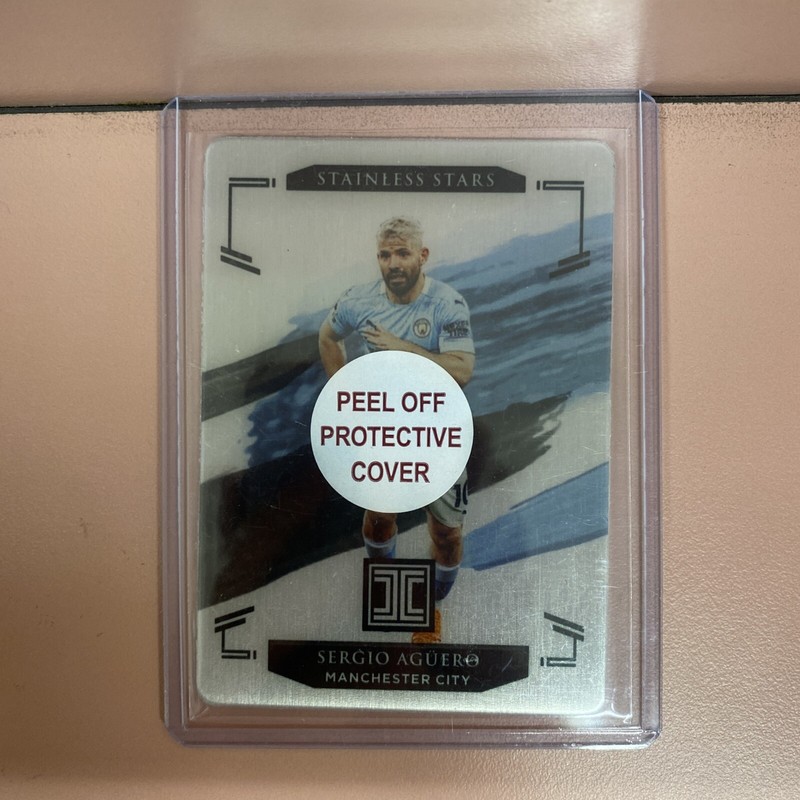 STAINLESS STARS
PEEL OFF
PROTECTIVE
COVER
SERGIO AGÜERO
MANCHESTER CITY